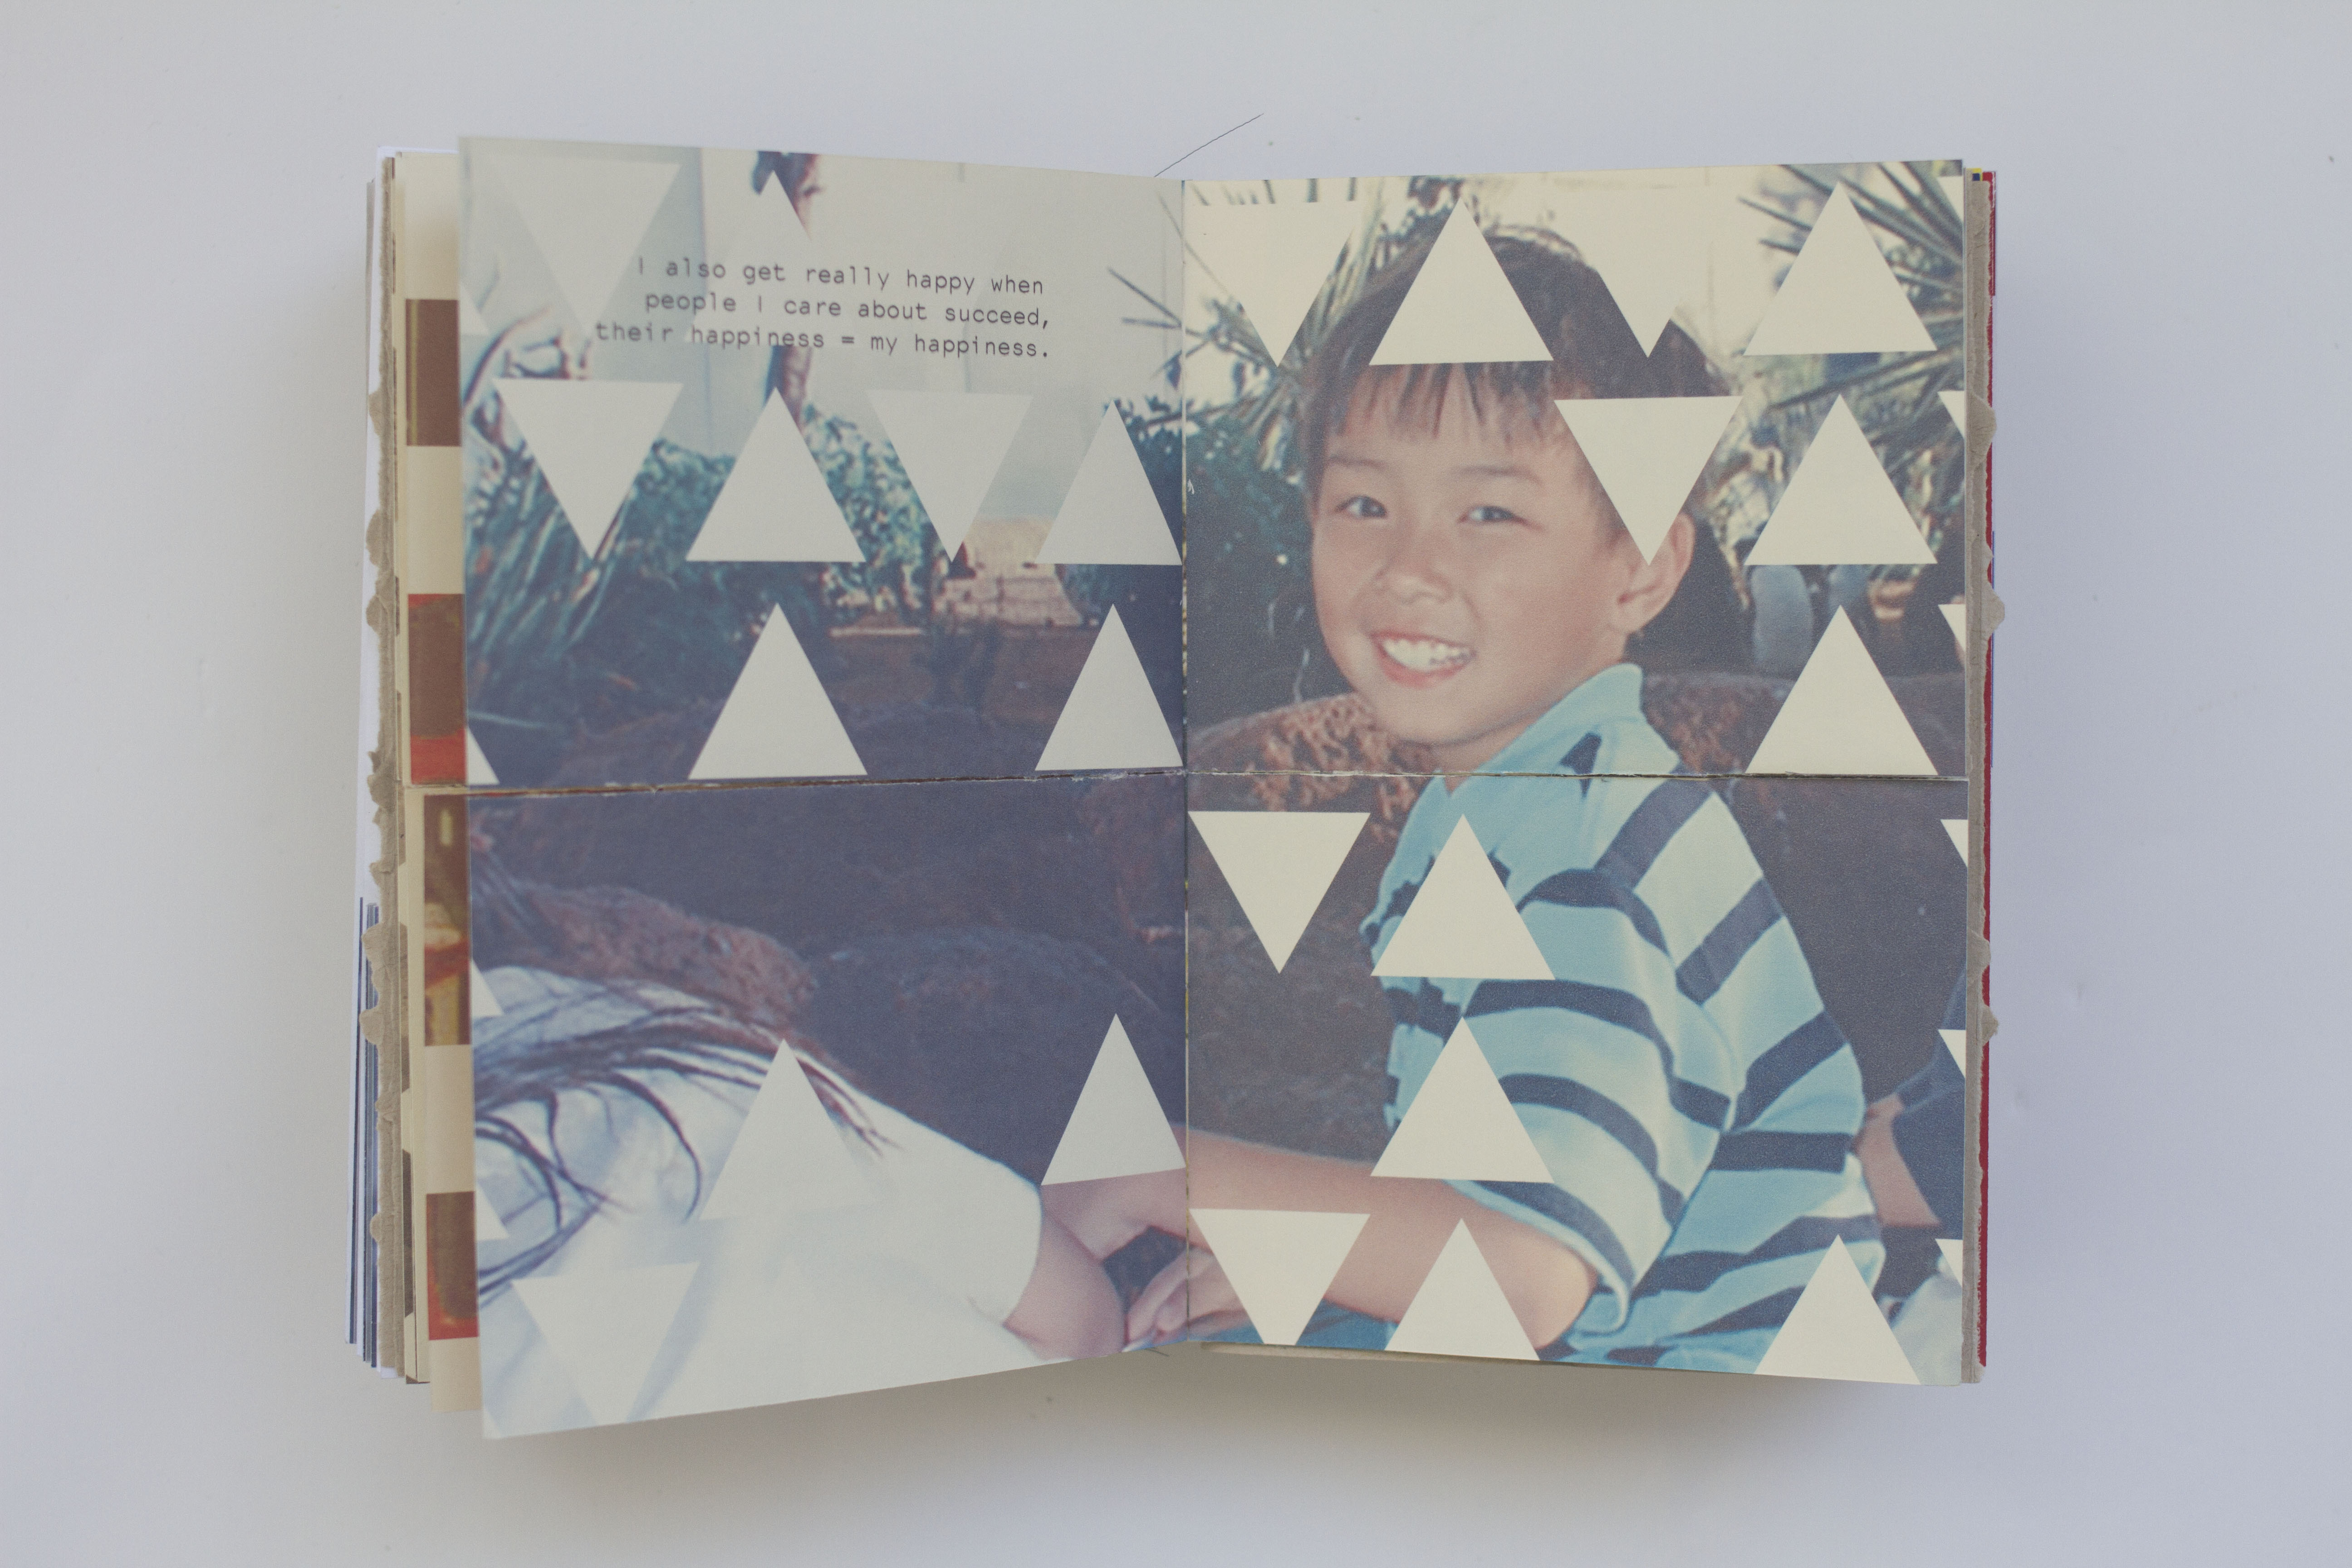 I also get really happy when
people I care about succeed,
their happiness = my happiness.